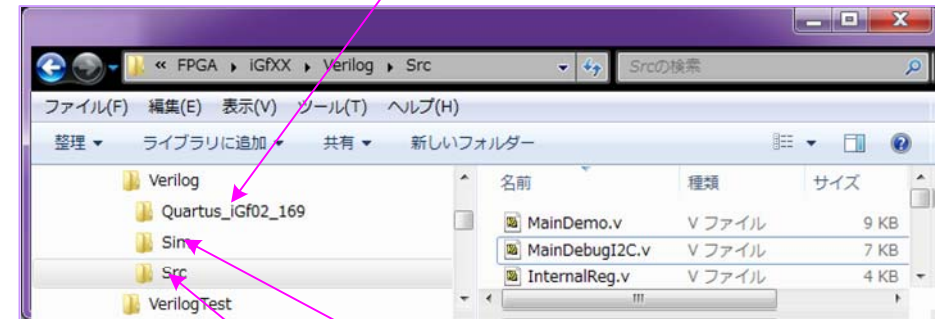 « FPGA ▸ iGfXX ▸ Verilog ▸ Src
Srcの検索
ファイル(F) 編集(E) 表示(V) ツール(T) ヘルプ(H)
整理 ▼ ライブラリに追加 ▼ 共有 ▼ 新しいフォルダー
Verilog
Quartus_iGf02_169
Sim
Src
VerilogTest
名前 種類 サイズ
MainDemo.v V ファイル 9 KB
MainDebugI2C.v V ファイル 7 KB
InternalReg.v V ファイル 4 KB